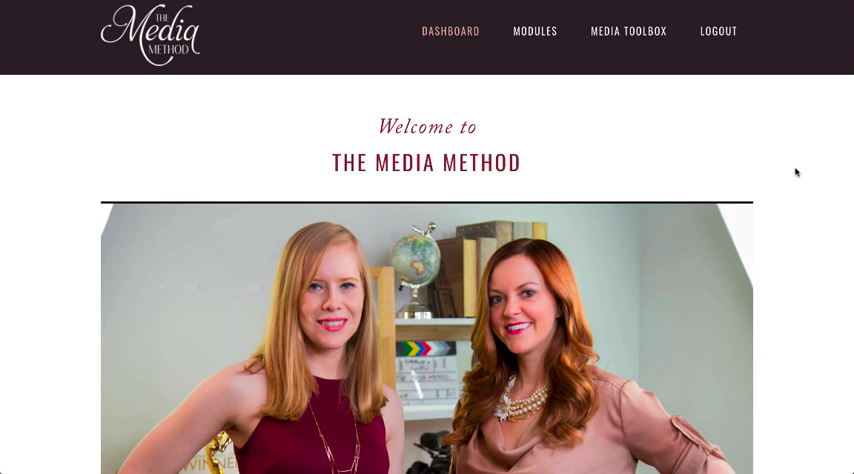 THE
Media
METHOD
DASHBOARD
MODULES
MEDIA TOOLBOX
LOGOUT
Welcome to
THE MEDIA METHOD